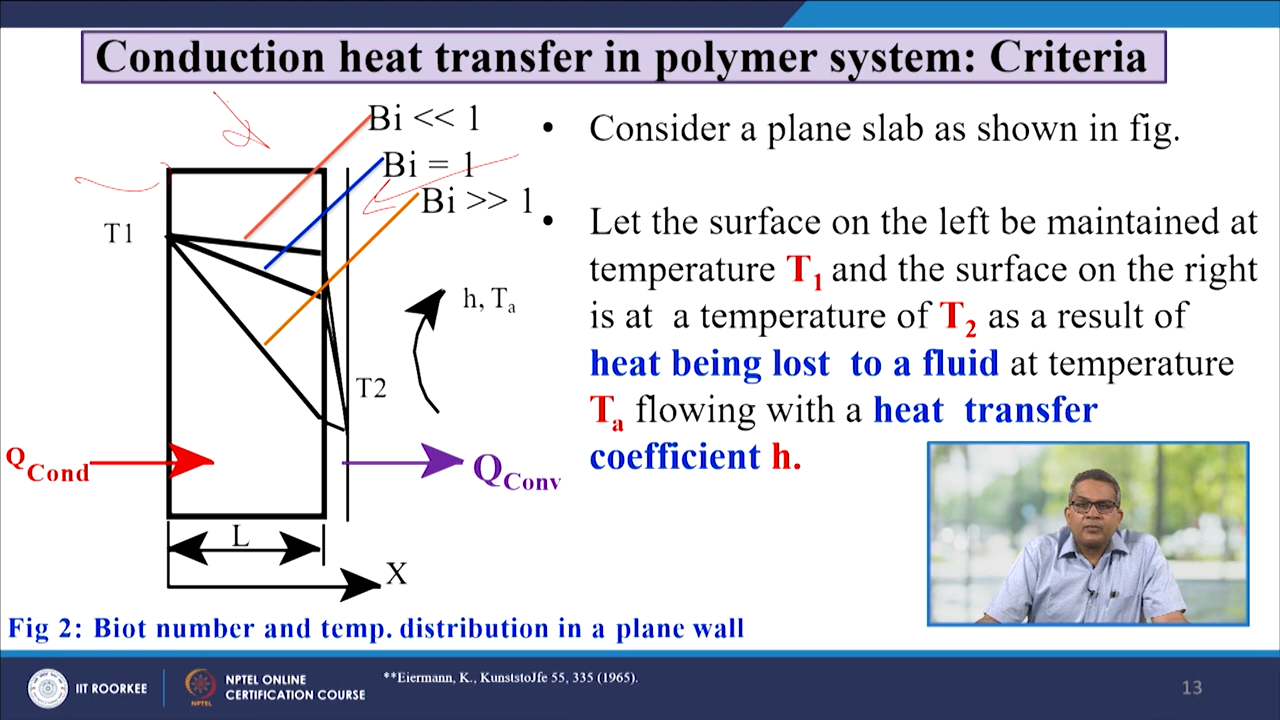 Conduction heat transfer in polymer system: Criteria
Bi << 1
Bi = 1
Bi >> 1
T1
h, Ta
T2
QCond
QConv
L
X
Fig 2: Biot number and temp. distribution in a plane wall
• Consider a plane slab as shown in fig.
• Let the surface on the left be maintained at
temperature T1 and the surface on the right
is at a temperature of T2 as a result of
heat being lost to a fluid at temperature
Ta flowing with a heat transfer
coefficient h.
IIT ROORKEE
NPTEL
NPTEL ONLINE
CERTIFICATION COURSE
**Eiermann, K., KunststoJfe 55, 335 (1965).
13